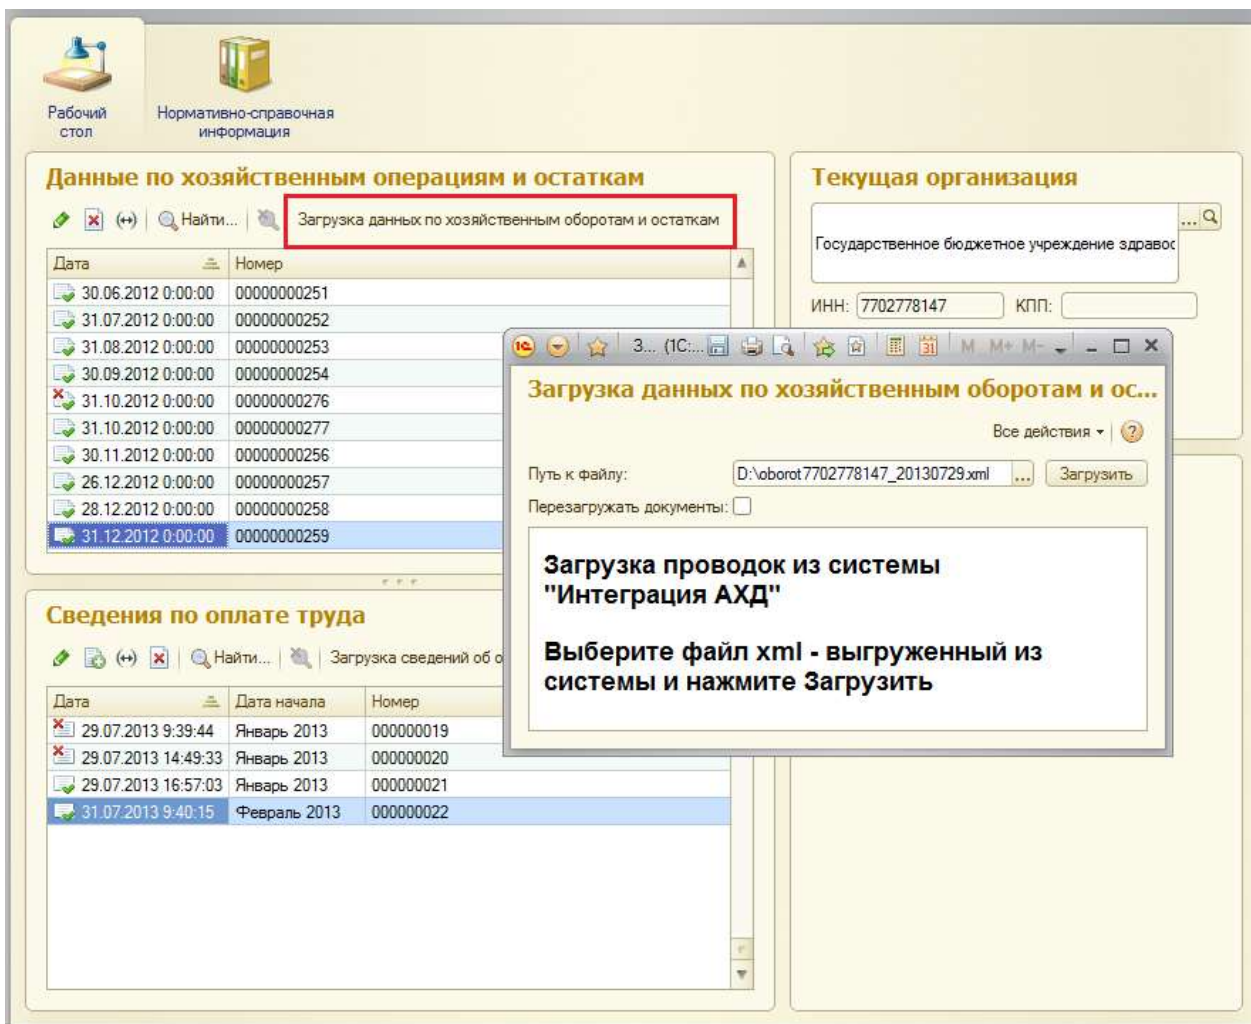 Рабочий
стол
Нормативно-справочная
информация
Данные по хозяйственным операциям и остаткам
Найти...
Загрузка данных по хозяйственным оборотам и остаткам
Дата Номер
30.06.2012 0:00:00 00000000251
31.07.2012 0:00:00 00000000252
31.08.2012 0:00:00 00000000253
30.09.2012 0:00:00 00000000254
31.10.2012 0:00:00 00000000276
31.10.2012 0:00:00 00000000277
30.11.2012 0:00:00 00000000256
26.12.2012 0:00:00 00000000257
28.12.2012 0:00:00 00000000258
31.12.2012 0:00:00 00000000259
Текущая организация
Государственное бюджетное учреждение здравос
...
ИНН: 7702778147 КПП:
З... (1С:... 31 M M+ M-
Загрузка данных по хозяйственным оборотам и ос...
Все действия ?
Путь к файлу: D:\oborot7702778147_20130729.xml ... Загрузить
Перезагружать документы:
Загрузка проводок из системы
"Интеграция АХД"
Выберите файл xml - выгруженный из
системы и нажмите Загрузить
Сведения по оплате труда
Найти... Загрузка сведений об о
Дата Дата начала Номер
29.07.2013 9:39:44 Январь 2013 000000019
29.07.2013 14:49:33 Январь 2013 000000020
29.07.2013 16:57:03 Январь 2013 000000021
31.07.2013 9:40:15 Февраль 2013 000000022